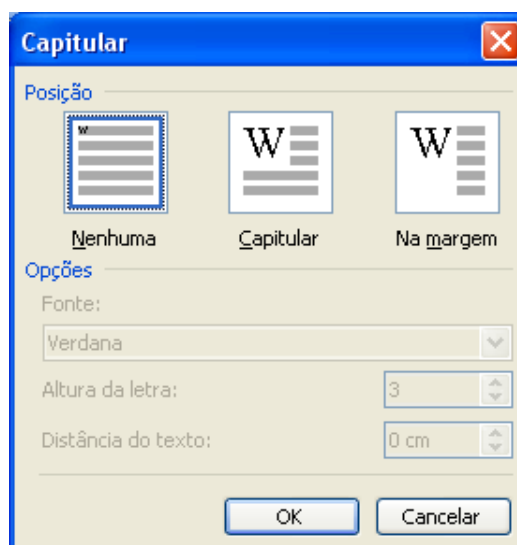 Capitular
Posição
W W W
Nenhuma Capitular Na margem
Opções
Fonte:
Verdana
Altura da letra: 3
Distância do texto: 0 cm
OK Cancelar